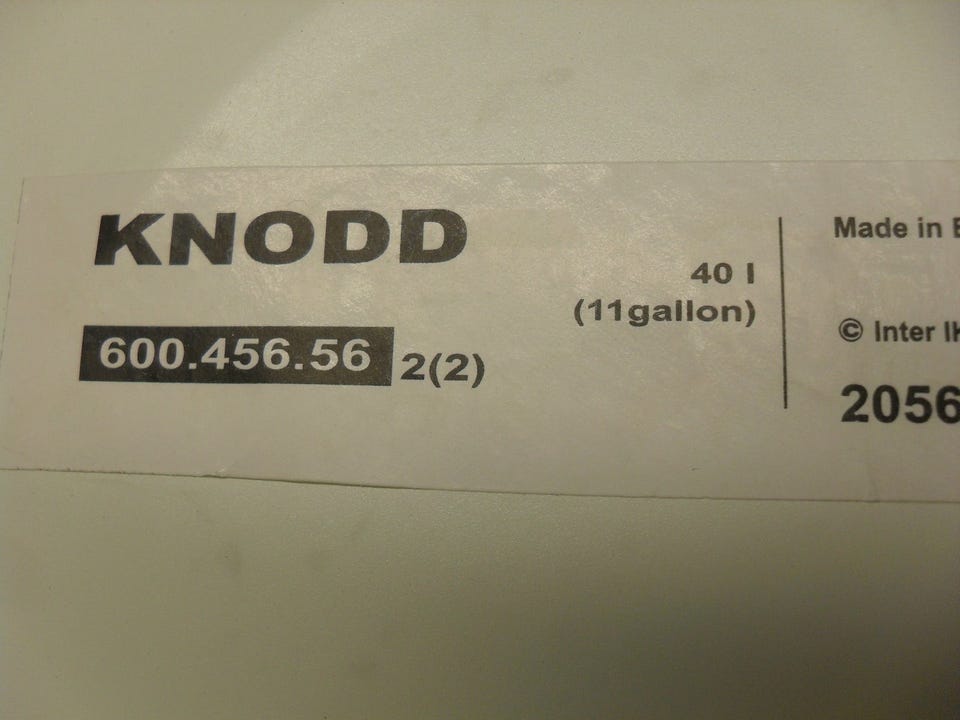 KNODD
40 l
(11gallon)
600.456.56 2(2)
Made in
© Inter
2056